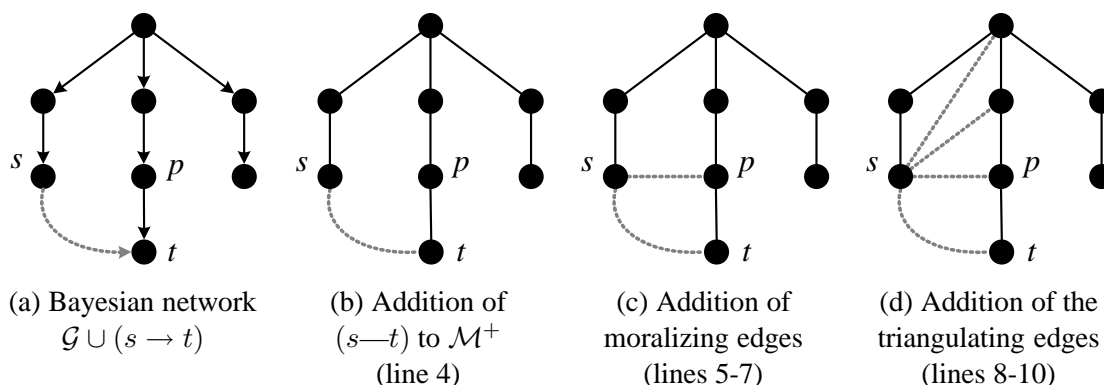 s p t
s p t
s p t
s p t
(a) Bayesian network
𝒢 ∪ (s → t)
(b) Addition of
(s—t) to ℳ⁺
(line 4)
(c) Addition of
moralizing edges
(lines 5-7)
(d) Addition of the
triangulating edges
(lines 8-10)